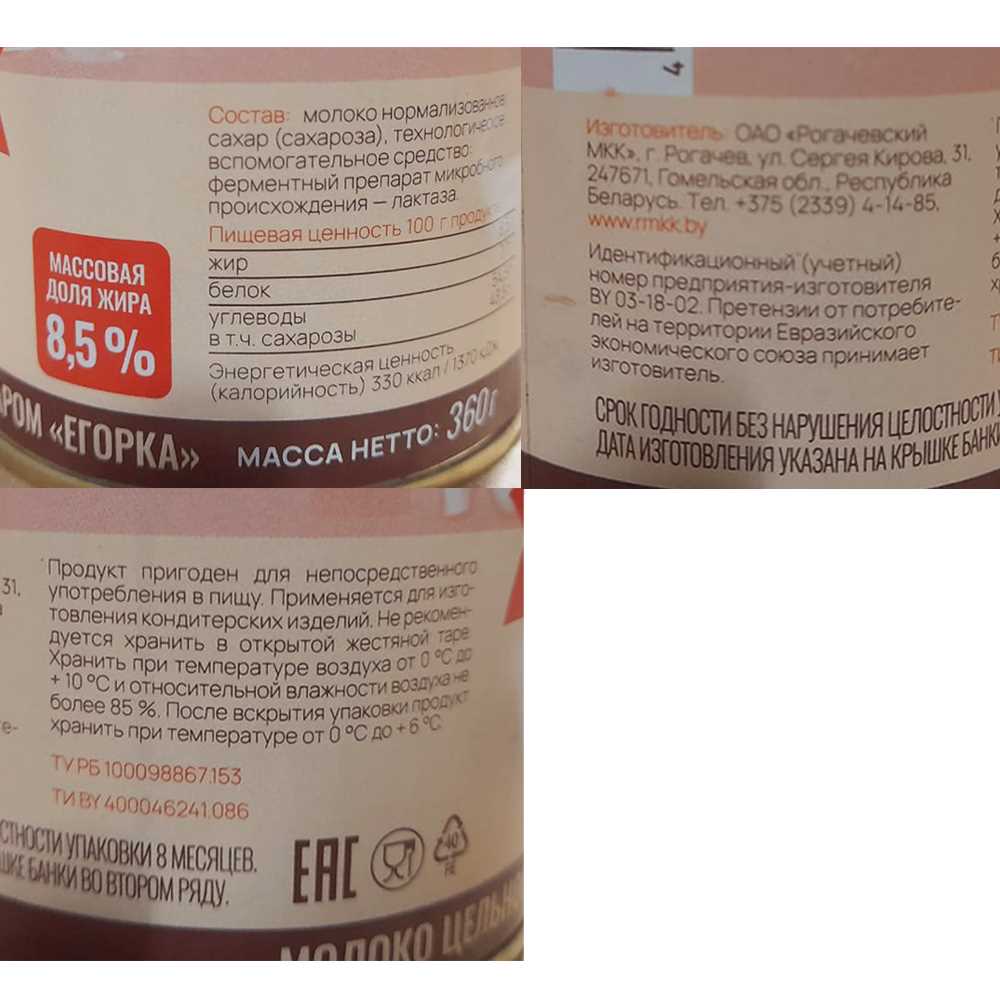 Состав: молоко нормализованное,
сахар (сахароза), технологическое
вспомогательное средство:
ферментный препарат микробного
происхождения — лактаза.
Пищевая ценность 100 г продукта
жир
белок
углеводы
в т.ч. сахарозы
Энергетическая ценность
(калорийность) 330 ккал / 1370 кДж
МАССОВАЯ
ДОЛЯ ЖИРА
8,5%
«ЕГОРКА» МАССА НЕТТО: 360г
Изготовитель: ОАО «Рогачевский
МКК», г. Рогачев, ул. Сергея Кирова, 31,
247671, Гомельская обл., Республика
Беларусь. Тел. +375 (2339) 4-14-85,
www.rmkk.by
Идентификационный (учетный)
номер предприятия-изготовителя
BY 03-18-02. Претензии от потребите-
лей на территории Евразийского
экономического союза принимает
изготовитель.
СРОК ГОДНОСТИ БЕЗ НАРУШЕНИЯ ЦЕЛОСТНОСТИ
ДАТА ИЗГОТОВЛЕНИЯ УКАЗАНА НА КРЫШКЕ БАНК
Продукт пригоден для непосредственного
употребления в пищу. Применяется для изго-
товления кондитерских изделий. Не рекомен-
дуется хранить в открытой жестяной таре.
Хранить при температуре воздуха от 0 °C до
+ 10 °C и относительной влажности воздуха не
более 85 %. После вскрытия упаковки продукт
хранить при температуре от 0 °C до + 6 °C.
ТУ РБ 100098867.153
ТИ BY 400046241.086
СТНОСТИ УПАКОВКИ 8 МЕСЯЦЕВ.
ШКЕ БАНКИ ВО ВТОРОМ РЯДУ.
EAC
40
FE
МОЛОКО ЦЕЛЬН